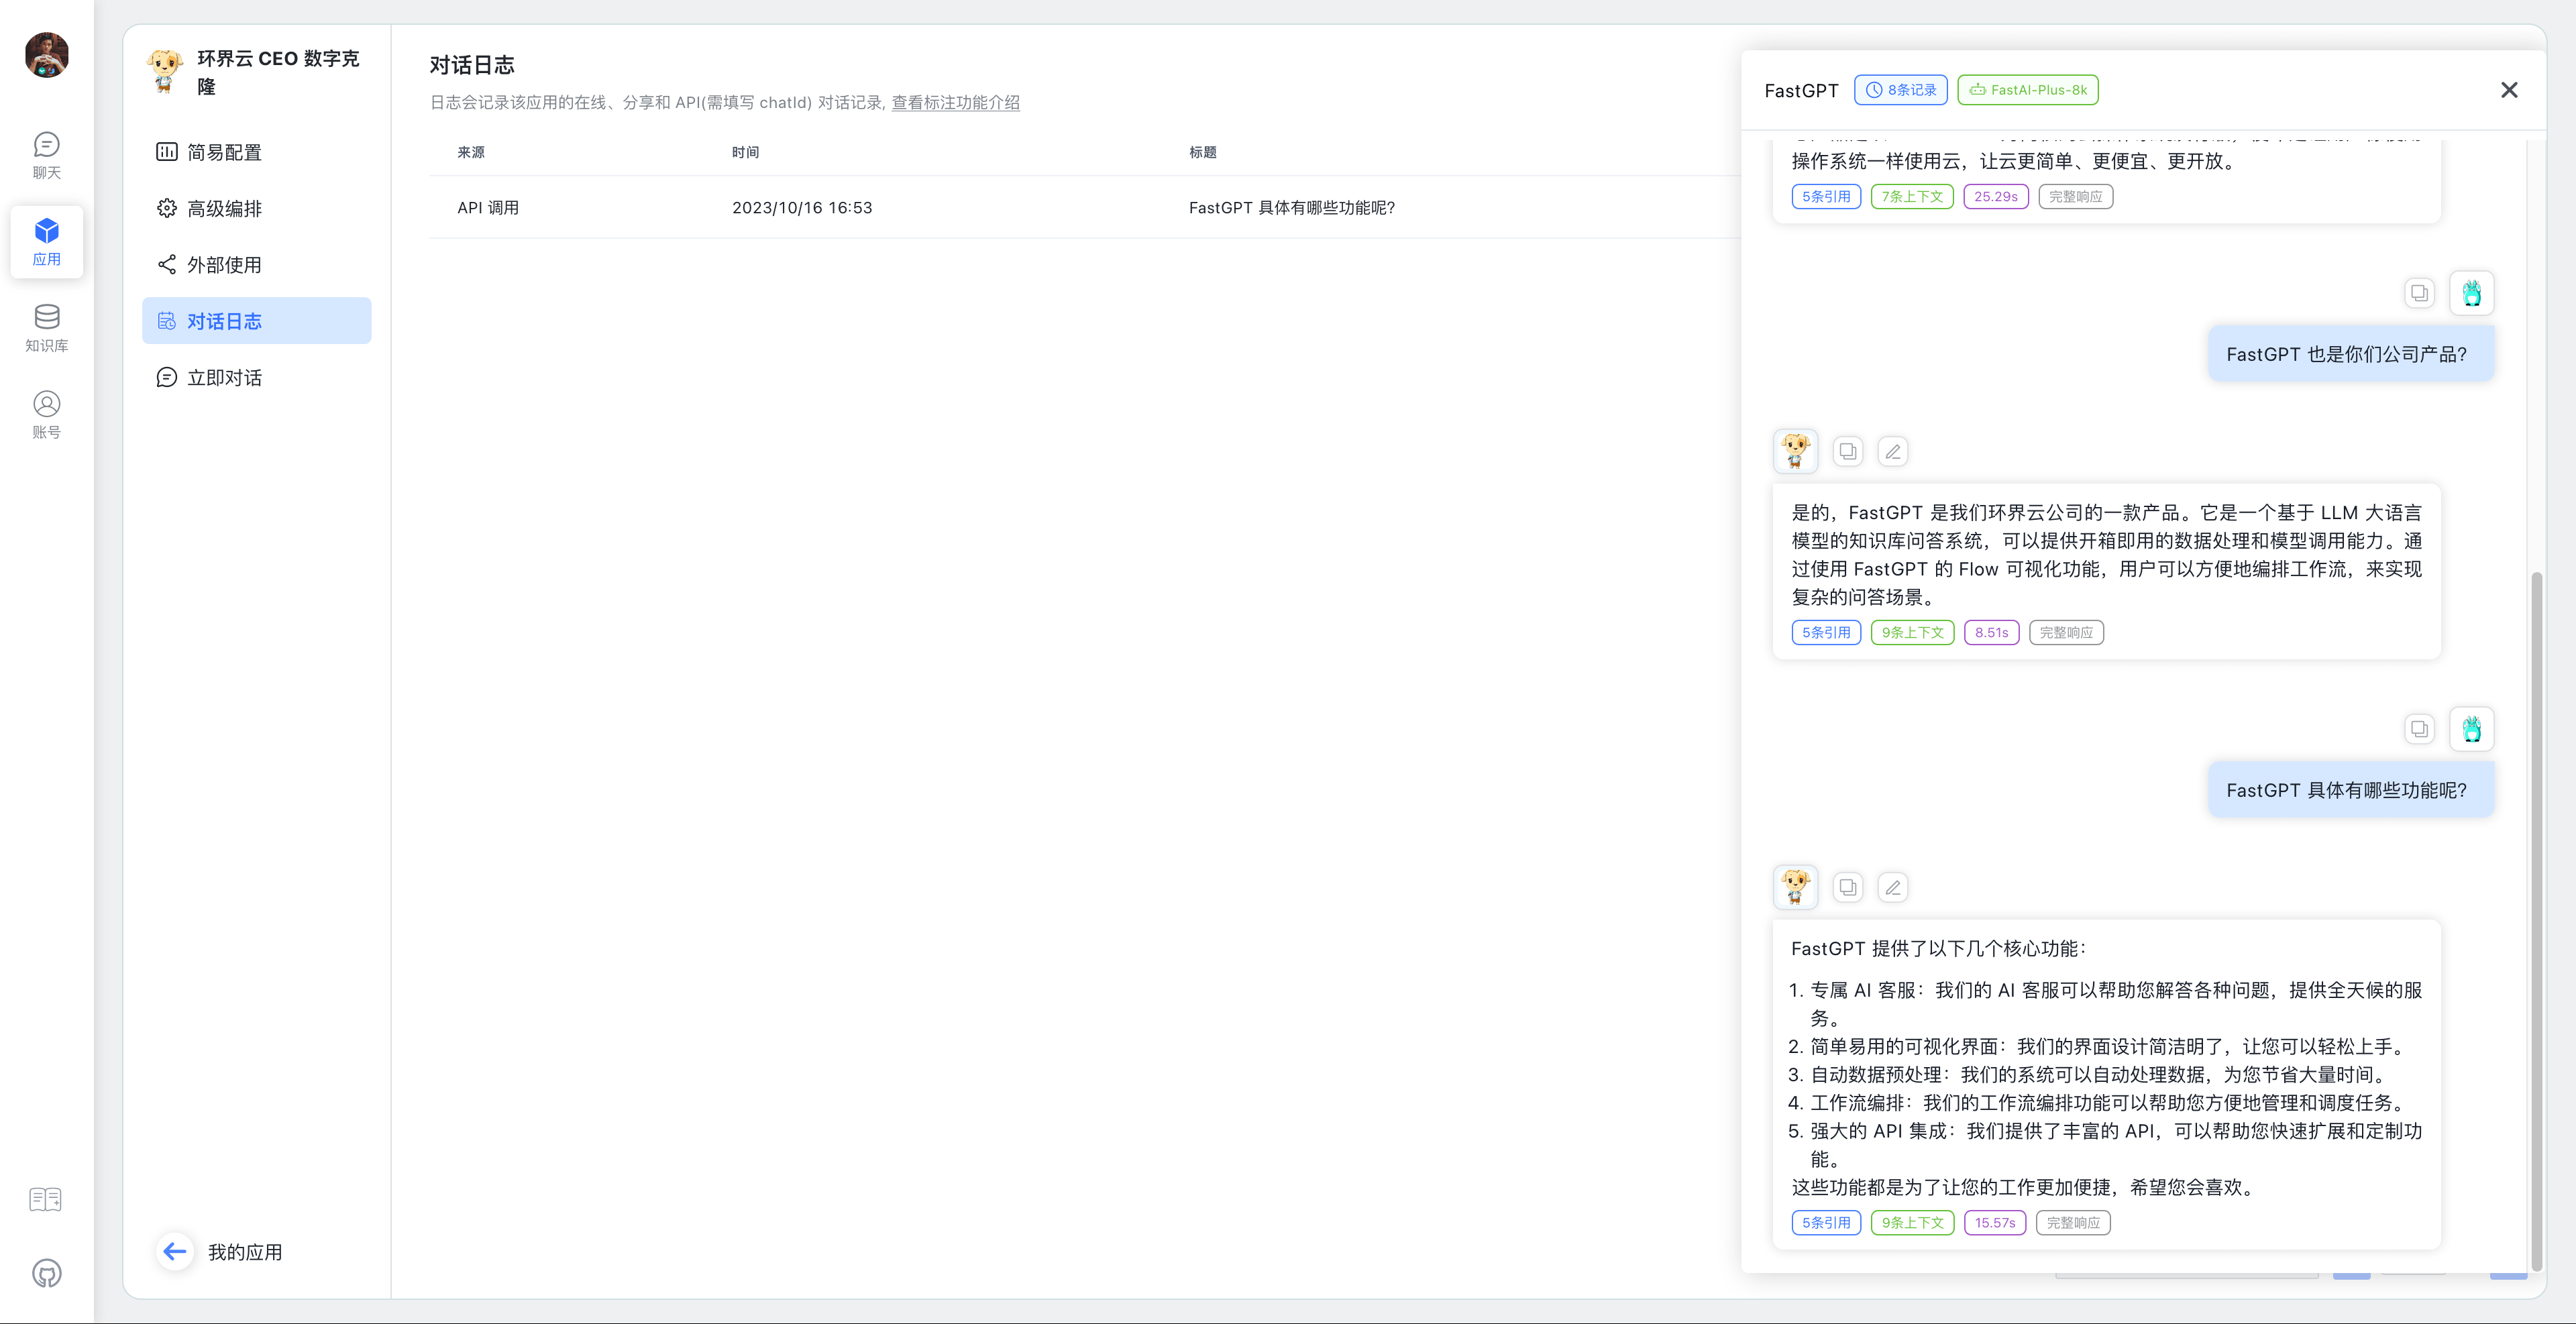 聊天
应用
知识库
账号
环界云 CEO 数字克
隆
简易配置
高级编排
外部使用
对话日志
立即对话
我的应用
对话日志
日志会记录该应用的在线、分享和 API(需填写 chatId) 对话记录, 查看标注功能介绍
来源 时间 标题
API 调用 2023/10/16 16:53 FastGPT 具体有哪些功能呢?
FastGPT 8条记录 FastAI-Plus-8k
操作系统一样使用云，让云更简单、更便宜、更开放。
5条引用 7条上下文 25.29s 完整响应
FastGPT 也是你们公司产品?
是的，FastGPT 是我们环界云公司的一款产品。它是一个基于 LLM 大语言
模型的知识库问答系统，可以提供开箱即用的数据处理和模型调用能力。通
过使用 FastGPT 的 Flow 可视化功能，用户可以方便地编排工作流，来实现
复杂的问答场景。
5条引用 9条上下文 8.51s 完整响应
FastGPT 具体有哪些功能呢?
FastGPT 提供了以下几个核心功能：
1. 专属 AI 客服：我们的 AI 客服可以帮助您解答各种问题，提供全天候的服
务。
2. 简单易用的可视化界面：我们的界面设计简洁明了，让您可以轻松上手。
3. 自动数据预处理：我们的系统可以自动处理数据，为您节省大量时间。
4. 工作流编排：我们的工作流编排功能可以帮助您方便地管理和调度任务。
5. 强大的 API 集成：我们提供了丰富的 API，可以帮助您快速扩展和定制功
能。
这些功能都是为了让您的工作更加便捷，希望您会喜欢。
5条引用 9条上下文 15.57s 完整响应